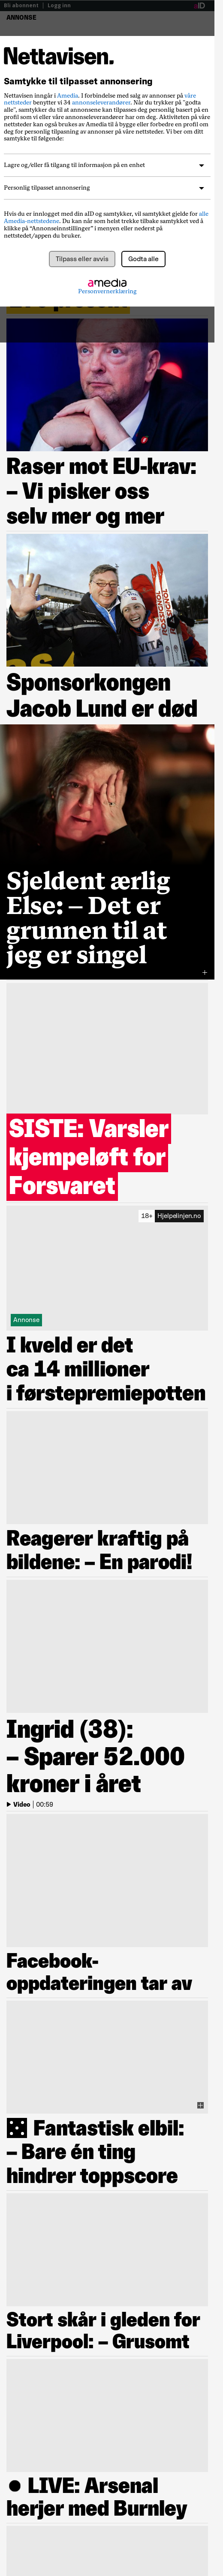 Bli abonnent | Logg inn
aID
ANNONSE
Nettavisen.
Samtykke til tilpasset annonsering
Nettavisen inngår i Amedia. I forbindelse med salg av annonser på våre
nettsteder benytter vi 34 annonseleverandører. Når du trykker på "godta
alle", samtykker du til at annonsene kan tilpasses deg basert på
profil som vi eller våre annonseleverandører har om deg. Aktiviteten på våre
nettsteder kan også brukes av Amedia til å bygge eller forbedre en profil om
deg for personlig tilpasning av annonser på våre nettsteder. Vi ber om ditt
samtykke til følgende:
Lagre og/eller få tilgang til informasjon på en enhet
Personlig tilpasset annonsering
Hvis du er innlogget med din aID og samtykker, vil samtykket gjelde for alle
Amedia-nettstedene. Du kan når som helst trekke tilbake samtykket ved å
klikke på “Annonseinnstillinger” i menyen eller nederst på
nettstedet/appen du bruker.
Tilpass eller avvis
Godta alle
amedia
Personvernerklæring
Raser mot EU-krav:
– Vi pisker oss
selv mer og mer
Sponsorkongen
Jacob Lund er død
Sjeldent ærlig
Else: – Det er
grunnen til at
jeg er singel
SISTE: Varsler
kjempeløft for
Forsvaret
18+ Hjelpelinjen.no
Annonse
I kveld er det
ca 14 millioner
i førstepremiepotten
Reagerer kraftig på
bildene: – En parodi!
Ingrid (38):
– Sparer 52.000
kroner i året
Video | 00:59
Facebook-
oppdateringen tar av
Fantastisk elbil:
– Bare én ting
hindrer toppscore
Stort skår i gleden for
Liverpool: – Grusomt
LIVE: Arsenal
herjer med Burnley